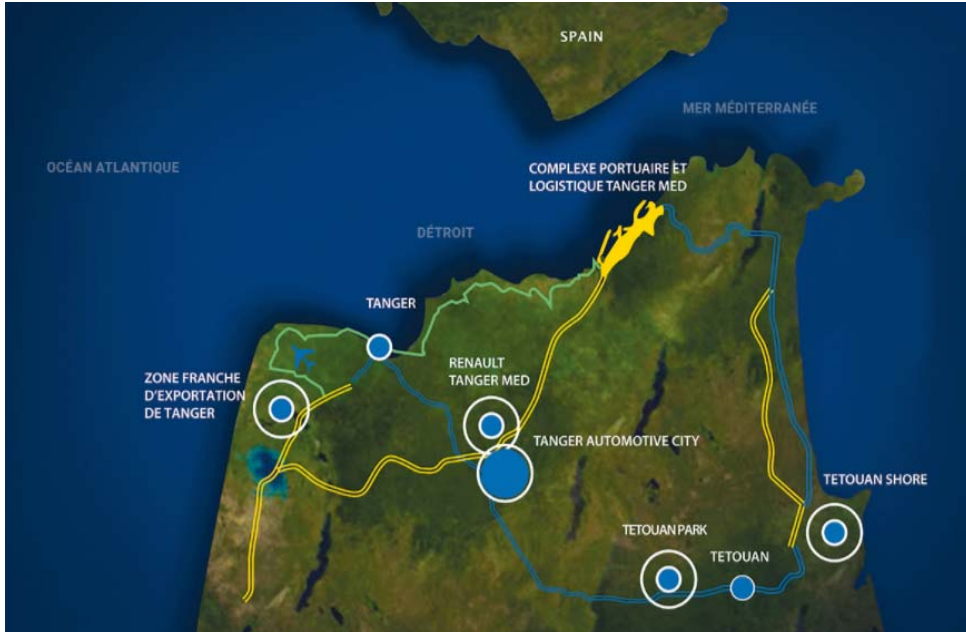 SPAIN
MER MÉDITERRANÉE
OCÉAN ATLANTIQUE
COMPLEXE PORTUAIRE ET
LOGISTIQUE TANGER MED
DÉTROIT
TANGER
RENAULT
TANGER MED
ZONE FRANCHE
D'EXPORTATION
DE TANGER
TANGER AUTOMOTIVE CITY
TETOUAN SHORE
TETOUAN PARK
TETOUAN